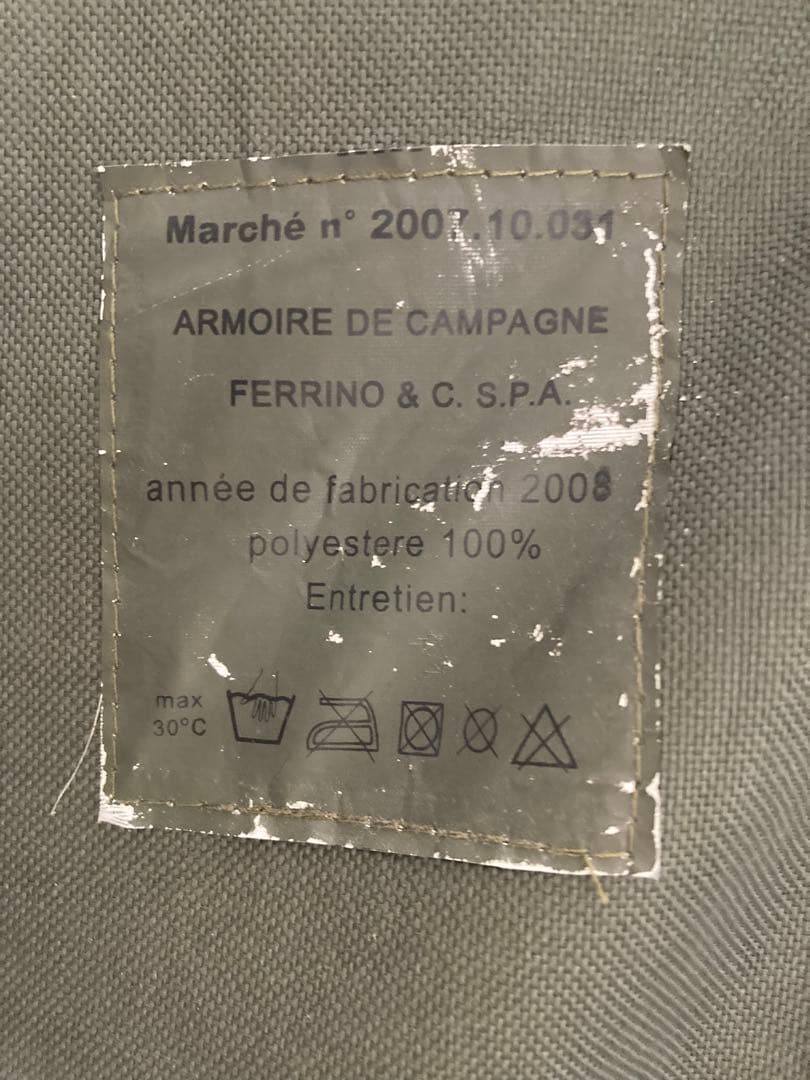 Marché n° 2007.10.031
ARMOIRE DE CAMPAGNE
FERRINO & C. S.P.A.
année de fabrication 2008
polyestere 100%
Entretien:
max
30°C